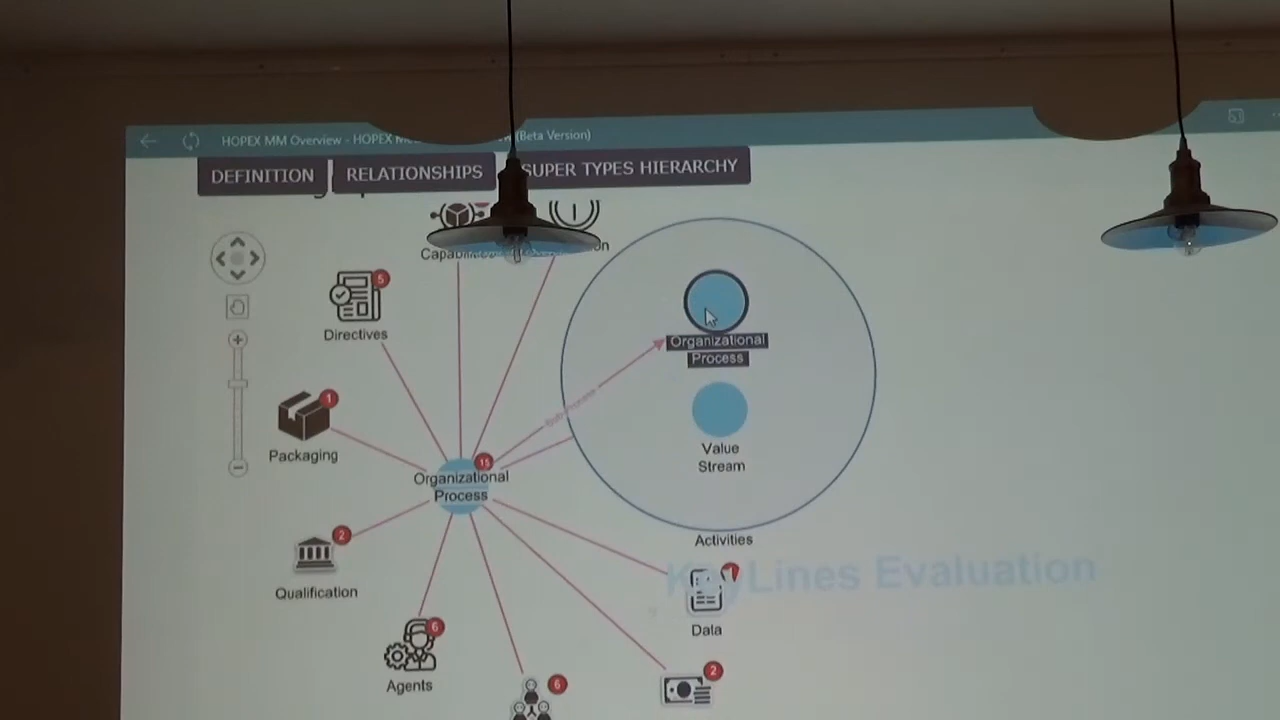 HOPEX MM Overview - HOPEX (Beta Version)
DEFINITION
RELATIONSHIPS
SUPER TYPES HIERARCHY
5
Directives
Organizational
Process
1
Packaging
Value
Stream
15
Organizational
Process
Activities
2
Qualification
KeyLines Evaluation
Data
6
Agents
6
2